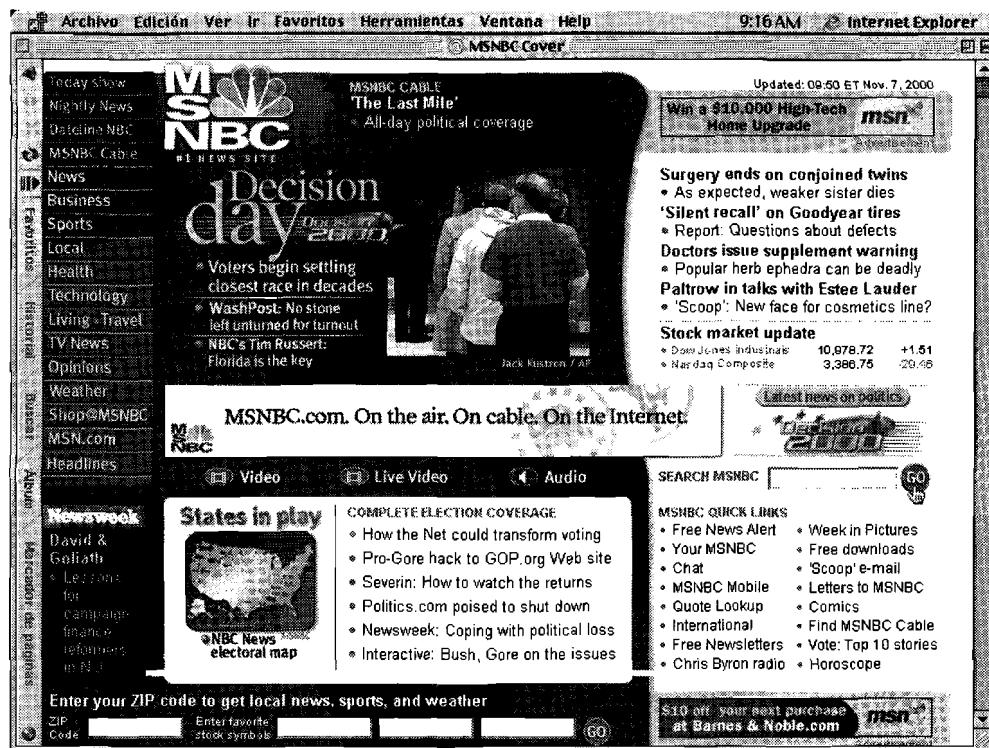 Archivo Edición Ver Ir Favoritos Herramientas Ventana Help 9:16 AM Internet Explorer
MSNBC Cover
Favoritos
Historial
Buscar
Álbum
Marcador de páginas
Today show
Nightly News
Dateline NBC
MSNBC Cable
News
Business
Sports
Local
Health
Technology
Living · Travel
TV News
Opinions
Weather
Shop@MSNBC
MSN.com
Headlines
Newsweek
David &
Goliath
Lessons
for
campaign
finance
reformers
in N.J.
MSNBC
#1 NEWS SITE
MSNBC CABLE
'The Last Mile'
All-day political coverage
Decision
day
2000
Voters begin settling
closest race in decades
WashPost: No stone
left unturned for turnout
NBC's Tim Russert:
Florida is the key
Jack Kustron / AP
Updated: 09:50 ET Nov. 7, 2000
Win a $10,000 High-Tech
Home Upgrade
msn
Advertisement
Surgery ends on conjoined twins
As expected, weaker sister dies
'Silent recall' on Goodyear tires
Report: Questions about defects
Doctors issue supplement warning
Popular herb ephedra can be deadly
Paltrow in talks with Estee Lauder
'Scoop': New face for cosmetics line?
Stock market update
Dow Jones Industrials 10,978.72 +1.51
Nasdaq Composite 3,386.75 -29.46
MSNBC
MSNBC.com. On the air. On cable. On the Internet.
Latest news on politics
Decision
2000
Video Live Video Audio
SEARCH MSNBC GO
States in play
NBC News
electoral map
COMPLETE ELECTION COVERAGE
How the Net could transform voting
Pro-Gore hack to GOP.org Web site
Severin: How to watch the returns
Politics.com poised to shut down
Newsweek: Coping with political loss
Interactive: Bush, Gore on the issues
MSNBC QUICK LINKS
Free News Alert
Your MSNBC
Chat
MSNBC Mobile
Quote Lookup
International
Free Newsletters
Chris Byron radio
Week in Pictures
Free downloads
'Scoop' e-mail
Letters to MSNBC
Comics
Find MSNBC Cable
Vote: Top 10 stories
Horoscope
Enter your ZIP code to get local news, sports, and weather
ZIP
Code
Enter favorite
stock symbols
GO
$10 off your next purchase
at Barnes & Noble.com
msn